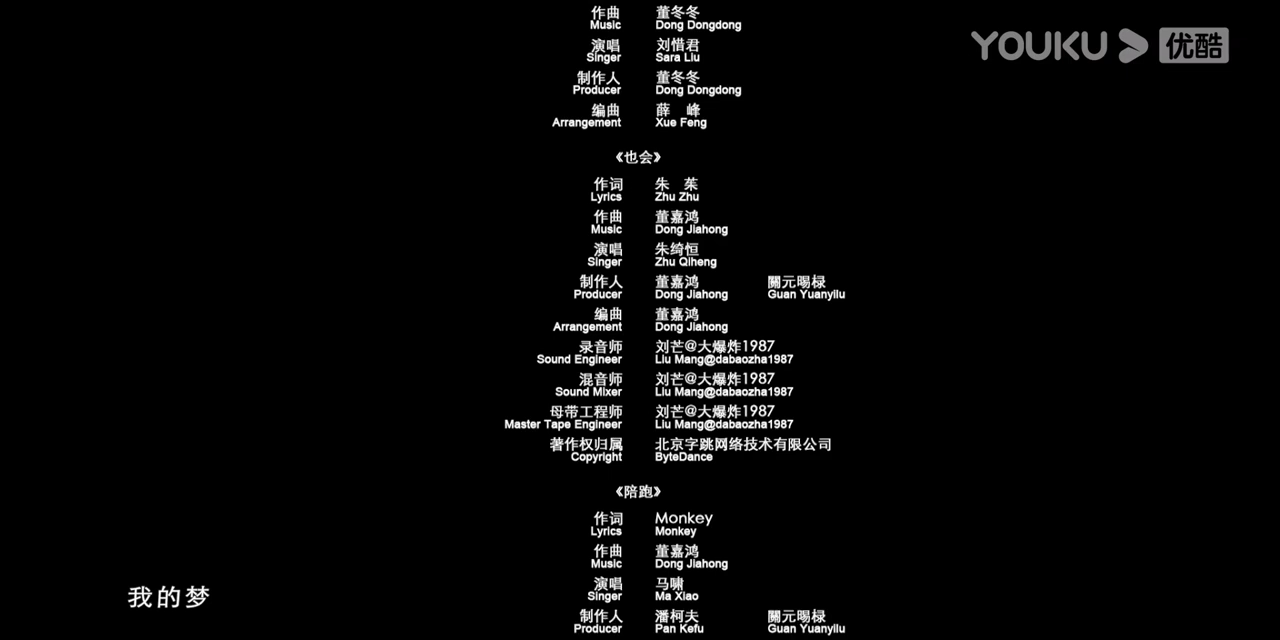 作曲 董冬冬
Music Dong Dongdong
演唱 刘惜君
Singer Sara Liu
制作人 董冬冬
Producer Dong Dongdong
编曲 薛 峰
Arrangement Xue Feng
YOUKU 优酷
《也会》
作词 朱 茱
Lyrics Zhu Zhu
作曲 董嘉鸿
Music Dong Jiahong
演唱 朱绮恒
Singer Zhu Qiheng
制作人 董嘉鸿 關元暘椂
Producer Dong Jiahong Guan Yuanyilu
编曲 董嘉鸿
Arrangement Dong Jiahong
录音师 刘芒@大爆炸1987
Sound Engineer Liu Mang@dabaozha1987
混音师 刘芒@大爆炸1987
Sound Mixer Liu Mang@dabaozha1987
母带工程师 刘芒@大爆炸1987
Master Tape Engineer Liu Mang@dabaozha1987
著作权归属 北京字跳网络技术有限公司
Copyright ByteDance
《陪跑》
作词 Monkey
Lyrics Monkey
作曲 董嘉鸿
Music Dong Jiahong
演唱 马啸
Singer Ma Xiao
制作人 潘柯夫 關元暘椂
Producer Pan Kefu Guan Yuanyilu
我的梦